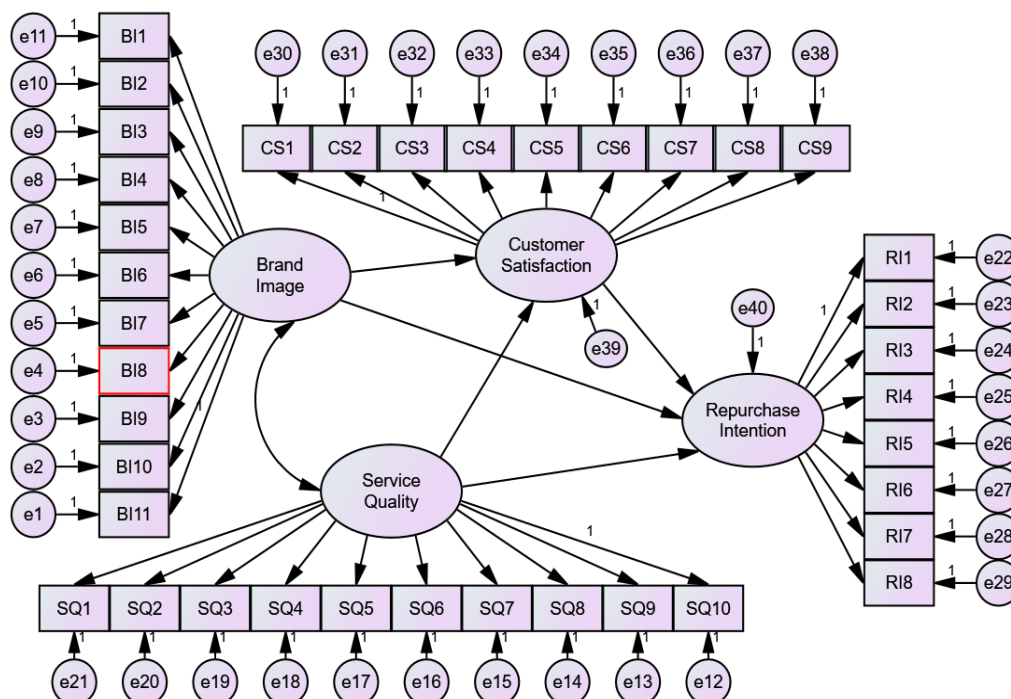 e11 1 BI1
e10 1 BI2
e9 1 BI3
e8 1 BI4
e7 1 BI5
e6 1 BI6
e5 1 BI7
e4 1 BI8
e3 1 BI9
e2 1 BI10
e1 1 BI11
1
Brand
Image
e30 e31 e32 e33 e34 e35 e36 e37 e38
1 1 1 1 1 1 1 1 1
CS1 CS2 CS3 CS4 CS5 CS6 CS7 CS8 CS9
1
Customer
Satisfaction
1
e39
e40
1
Repurchase
Intention
1
RI1 1 e22
RI2 1 e23
RI3 1 e24
RI4 1 e25
RI5 1 e26
RI6 1 e27
RI7 1 e28
RI8 1 e29
Service
Quality
1
SQ1 SQ2 SQ3 SQ4 SQ5 SQ6 SQ7 SQ8 SQ9 SQ10
1 1 1 1 1 1 1 1 1 1
e21 e20 e19 e18 e17 e16 e15 e14 e13 e12